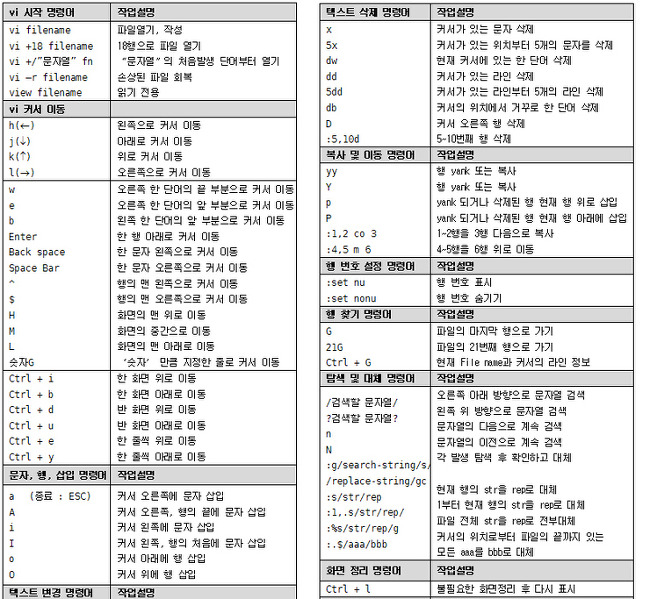 vi 시작 명령어 작업설명
vi filename 파일열기, 작성
vi +18 filename 18행으로 파일 열기
vi +/"문자열" fn "문자열" 의 처음발생 단어부터 열기
vi –r filename 손상된 파일 회복
view filename 읽기 전용
vi 커서 이동
h(←) 왼쪽으로 커서 이동
j(↓) 아래로 커서 이동
k(↑) 위로 커서 이동
l(→) 오른쪽으로 커서 이동
w 오른쪽 한 단어의 끝 부분으로 커서 이동
e 오른쪽 한 단어의 앞 부분으로 커서 이동
b 왼쪽 한 단어의 앞 부분으로 커서 이동
Enter 한 행 아래로 커서 이동
Back space 한 문자 왼쪽으로 커서 이동
Space Bar 한 문자 오른쪽으로 커서 이동
^ 행의 맨 왼쪽으로 커서 이동
$ 행의 맨 오른쪽으로 커서 이동
H 화면의 맨 위로 이동
M 화면의 중간으로 이동
L 화면의 맨 아래로 이동
숫자G '숫자' 만큼 지정한 줄로 커서 이동
Ctrl + i 한 화면 위로 이동
Ctrl + b 한 화면 아래로 이동
Ctrl + d 반 화면 위로 이동
Ctrl + u 반 화면 아래로 이동
Ctrl + e 한 줄씩 위로 이동
Ctrl + y 한 줄씩 아래로 이동
문자, 행, 삽입 명령어 작업설명
a (종료 : ESC) 커서 오른쪽에 문자 삽입
A 커서 오른쪽, 행의 끝에 문자 삽입
i 커서 왼쪽에 문자 삽입
I 커서 왼쪽, 행의 처음에 문자 삽입
o 커서 아래에 행 삽입
O 커서 위에 행 삽입
텍스트 변경 명령어 작업설명
텍스트 삭제 명령어 작업설명
x 커서가 있는 문자 삭제
5x 커서가 있는 위치부터 5개의 문자를 삭제
dw 현재 커서에 있는 한 단어 삭제
dd 커서가 있는 라인 삭제
5dd 커서가 있는 라인부터 5개의 라인 삭제
db 커서의 위치에서 거꾸로 한 단어 삭제
D 커서 오른쪽 행 삭제
:5,10d 5~10번째 행 삭제
복사 및 이동 명령어 작업설명
yy 행 yank 또는 복사
Y 행 yank 또는 복사
p yank 되거나 삭제된 행 현재 행 위로 삽입
P yank 되거나 삭제된 행 현재 행 아래에 삽입
:1,2 co 3 1~2행을 3행 다음으로 복사
:4,5 m 6 4~5행을 6행 위로 이동
행 번호 설정 명령어 작업설명
:set nu 행 번호 표시
:set nonu 행 번호 숨기기
행 찾기 명령어 작업설명
G 파일의 마지막 행으로 가기
21G 파일의 21번째 행으로 가기
Ctrl + G 현재 File name과 커서의 라인 정보
탐색 및 대체 명령어 작업설명
/검색할 문자열/ 오른쪽 아래 방향으로 문자열 검색
?검색할 문자열? 왼쪽 위 방향으로 문자열 검색
n 문자열의 다음으로 계속 검색
N 문자열의 이전으로 계속 검색
:g/search-string/s/ 각 발생 탐색 후 확인하고 대체
/replace-string/gc
:s/str/rep 현재 행의 str을 rep로 대체
:1,.s/str/rep/ 1부터 현재 행의 str을 rep로 대체
:%s/str/rep/g 파일 전체 str을 rep로 전부대체
:.$/aaa/bbb 커서의 위치로부터 파일의 끝까지 있는
모든 aaa를 bbb로 대체
화면 정리 명령어 작업설명
Ctrl + l 불필요한 화면정리 후 다시 표시